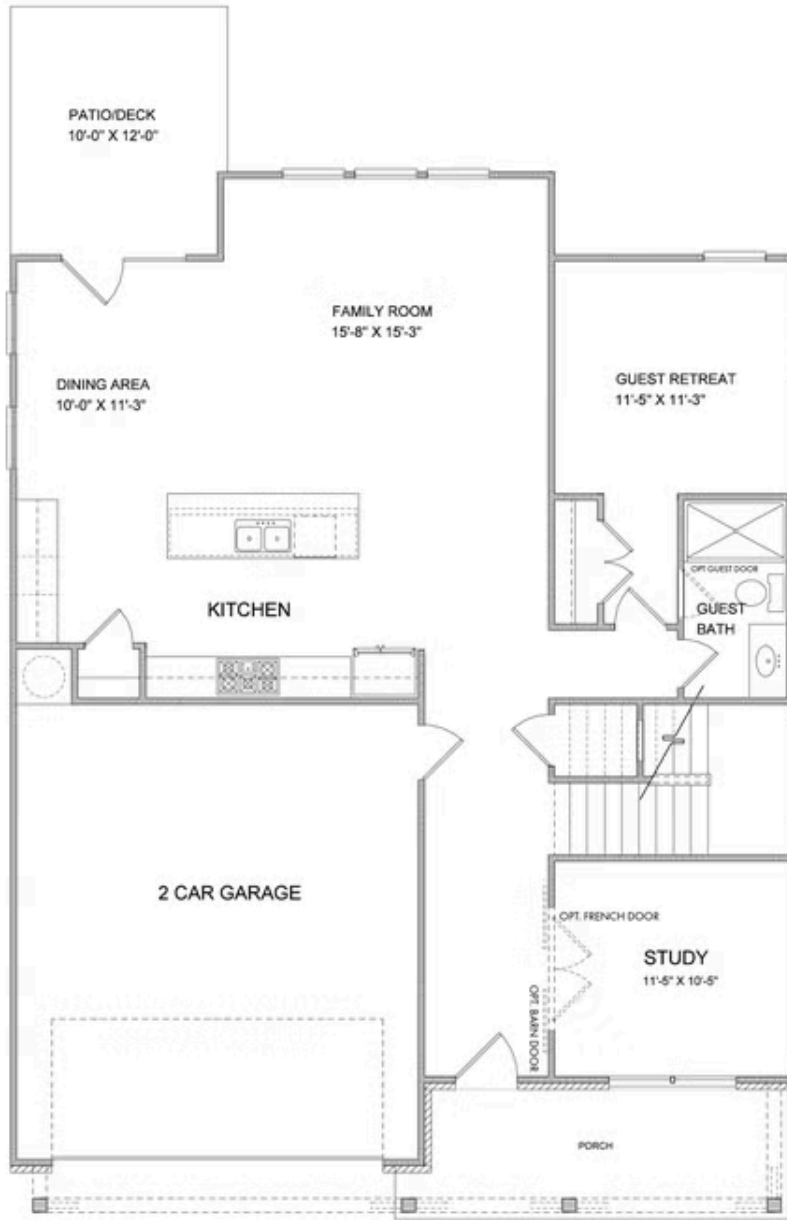 PATIO/DECK
10'-0" X 12'-0"
FAMILY ROOM
15'-8" X 15'-3"
DINING AREA
10'-0" X 11'-3"
GUEST RETREAT
11'-5" X 11'-3"
OPT GUEST DOOR
GUEST
BATH
KITCHEN
2 CAR GARAGE
OPT. FRENCH DOOR
STUDY
11'-5" X 10'-5"
OPT BARN DOOR
PORCH